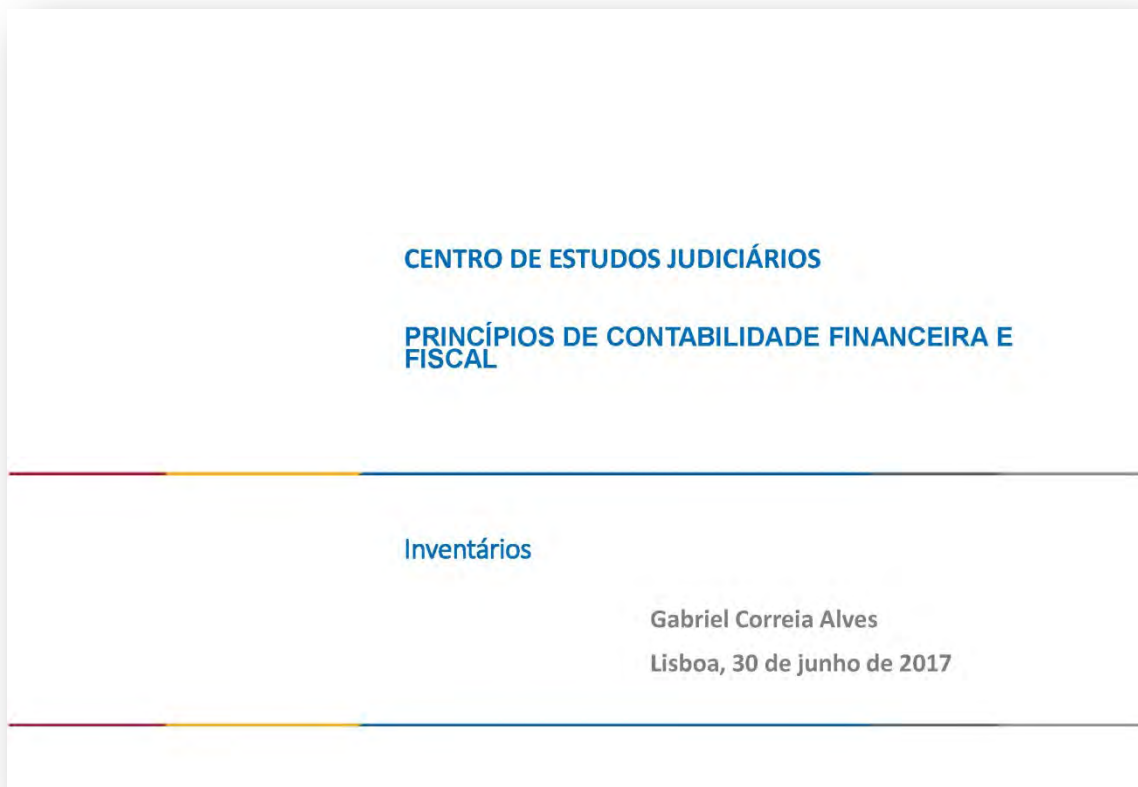 CENTRO DE ESTUDOS JUDICIÁRIOS
PRINCÍPIOS DE CONTABILIDADE FINANCEIRA E
FISCAL
Inventários
Gabriel Correia Alves
Lisboa, 30 de junho de 2017